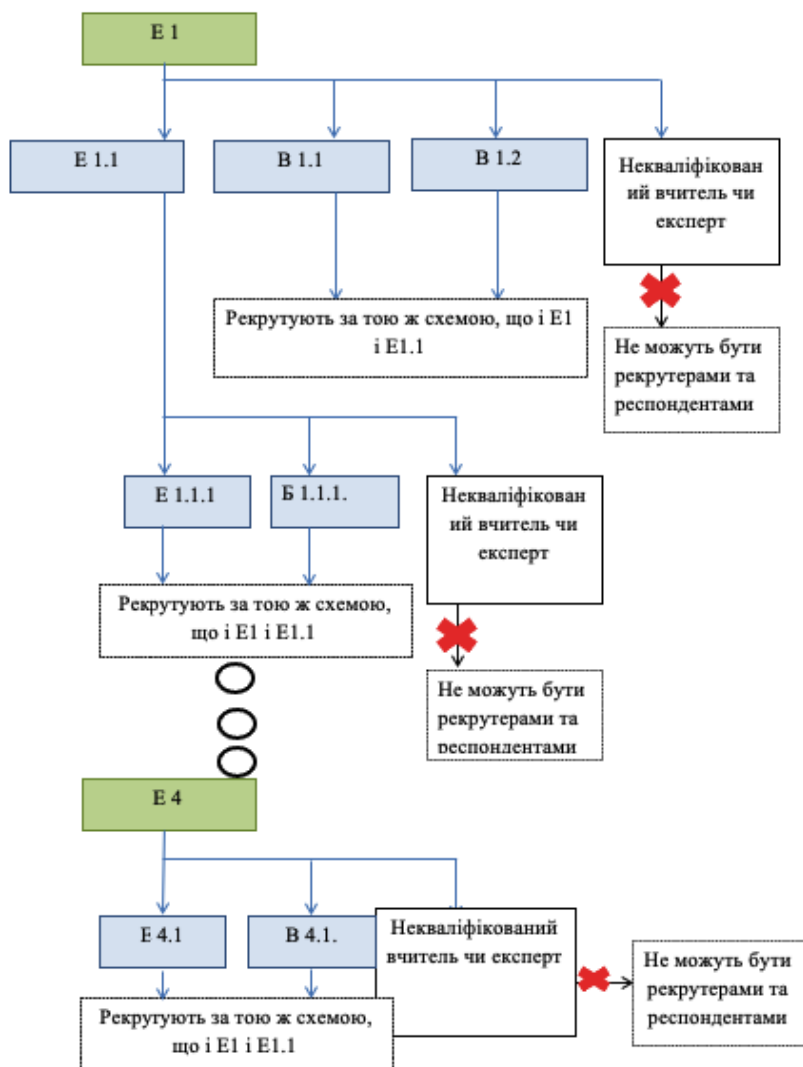 Е 1
Е 1.1
В 1.1
В 1.2
Некваліфікован
ий вчитель чи
експерт
Рекрутують за тою ж схемою, що і Е1
і Е1.1
Не можуть бути
рекрутерами та
респондентами
Е 1.1.1
Б 1.1.1.
Некваліфікован
ий вчитель чи
експерт
Рекрутують за тою ж схемою,
що і Е1 і Е1.1
Не можуть бути
рекрутерами та
респондентами
Е 4
Е 4.1
В 4.1.
Некваліфікований
вчитель чи експерт
Не можуть бути
рекрутерами та
респондентами
Рекрутують за тою ж схемою,
що і Е1 і Е1.1